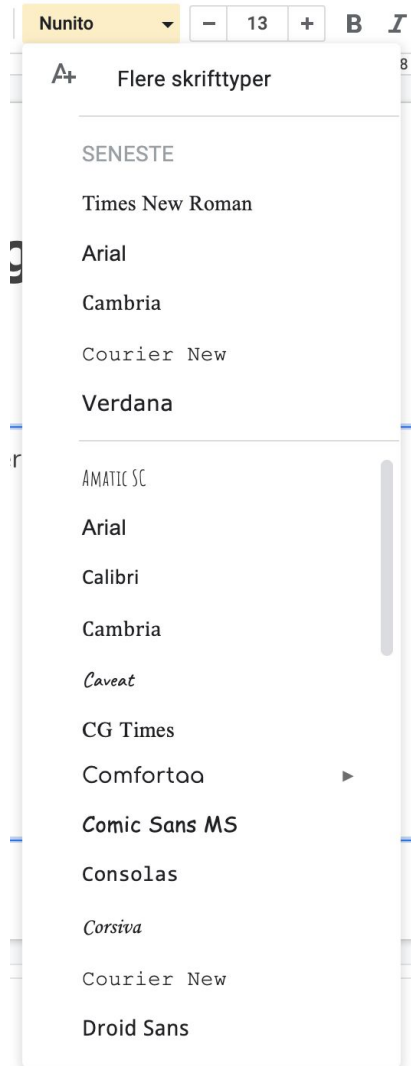 Nunito − 13 + B I
8
Flere skrifttyper
SENESTE
g
Times New Roman
Arial
Cambria
Courier New
Verdana
r
Amatic SC
Arial
Calibri
Cambria
Caveat
CG Times
Comfortaa
Comic Sans MS
Consolas
Corsiva
Courier New
Droid Sans